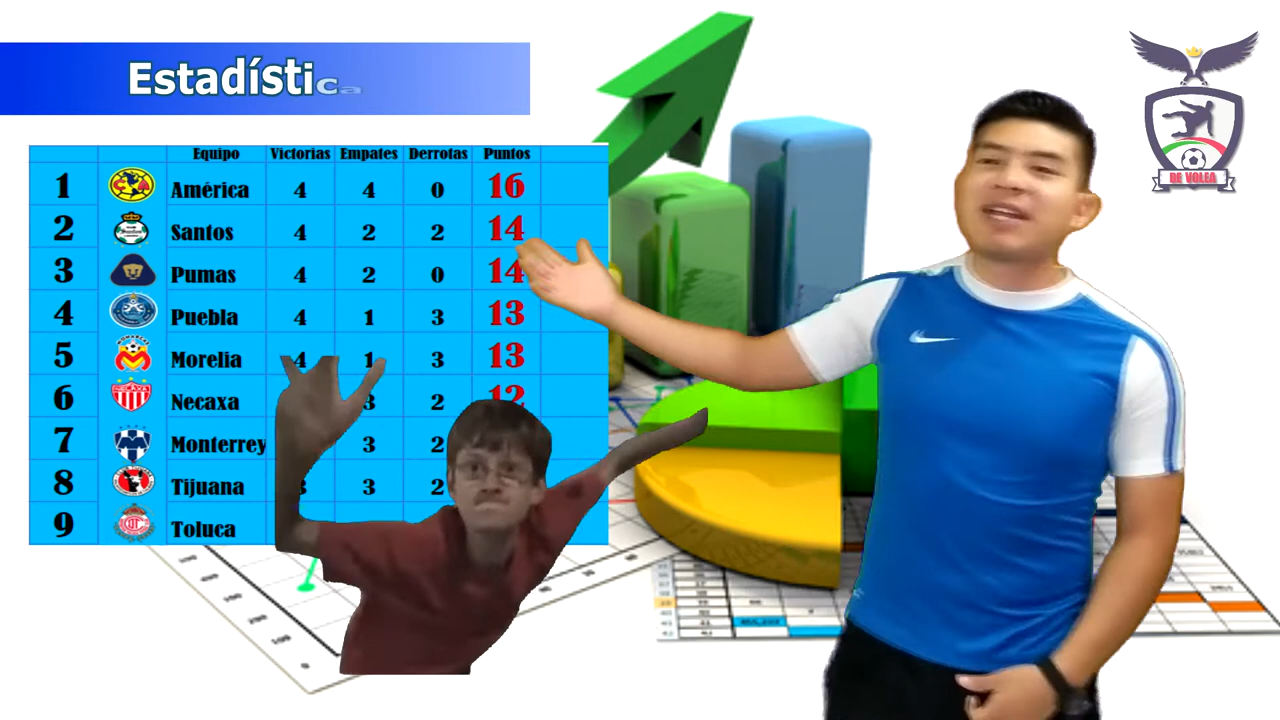 Estadística
Equipo Victorias Empates Derrotas Puntos
1 América 4 4 0 16
2 Santos 4 2 2 14
3 Pumas 4 2 0 14
4 Puebla 4 1 3 13
5 Morelia 4 1 3 13
6 Necaxa 3 2 12
7 Monterrey 3 2
8 Tijuana 3 3 2
9 Toluca
DE VOLEA